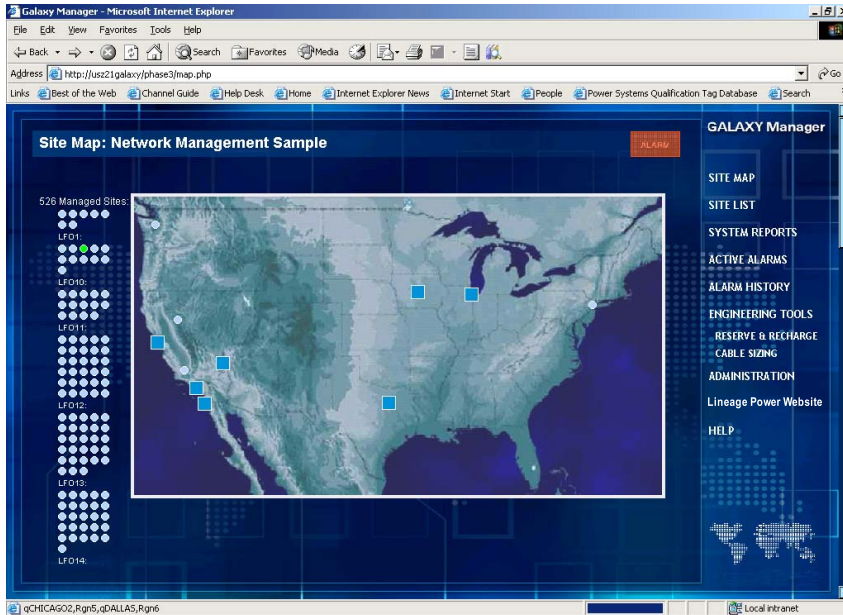 Galaxy Manager - Microsoft Internet Explorer
File Edit View Favorites Tools Help
Back Search Favorites Media
Address http://usz21galaxy/phase3/map.php Go
Links Best of the Web Channel Guide Help Desk Home Internet Explorer News Internet Start People Power Systems Qualification Tag Database Search
GALAXY Manager
Site Map: Network Management Sample
ALARM
SITE MAP
SITE LIST
SYSTEM REPORTS
ACTIVE ALARMS
ALARM HISTORY
ENGINEERING TOOLS
RESERVE & RECHARGE
CABLE SIZING
ADMINISTRATION
Lineage Power Website
HELP
526 Managed Sites:
LFO1:
LFO10:
LFO11:
LFO12:
LFO13:
LFO14:
qCHICAGO2,Rgn5,qDALLAS,Rgn6
Local intranet